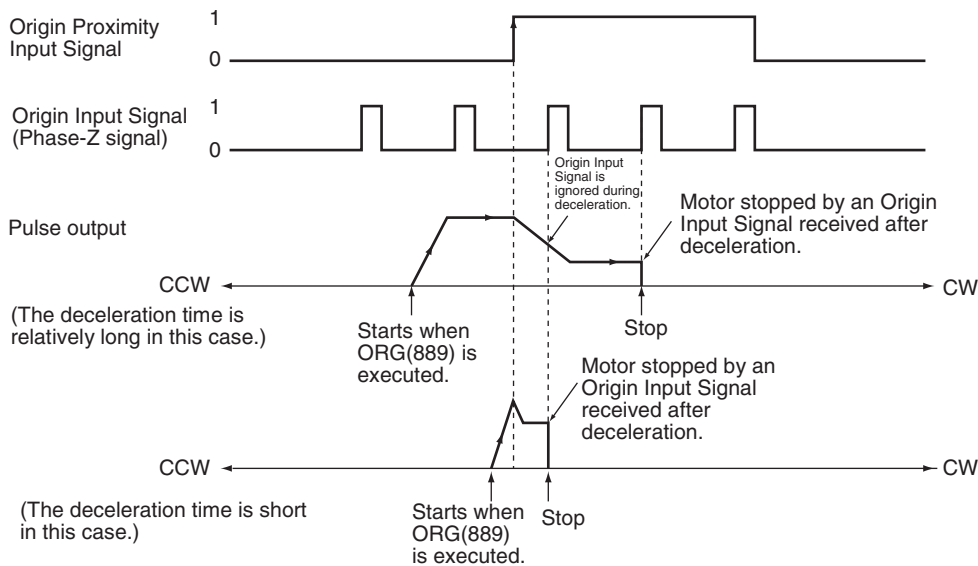 Origin Proximity
Input Signal
1
0
Origin Input Signal
(Phase-Z signal)
1
0
Origin Input
Signal is
ignored during
deceleration.
Pulse output
Motor stopped by an Origin
Input Signal received after
deceleration.
CCW
CW
(The deceleration time is
relatively long in this case.)
Starts when
ORG(889) is
executed.
Stop
Motor stopped by an
Origin Input Signal
received after
deceleration.
CCW
CW
(The deceleration time is short
in this case.)
Starts when
ORG(889)
is executed.
Stop